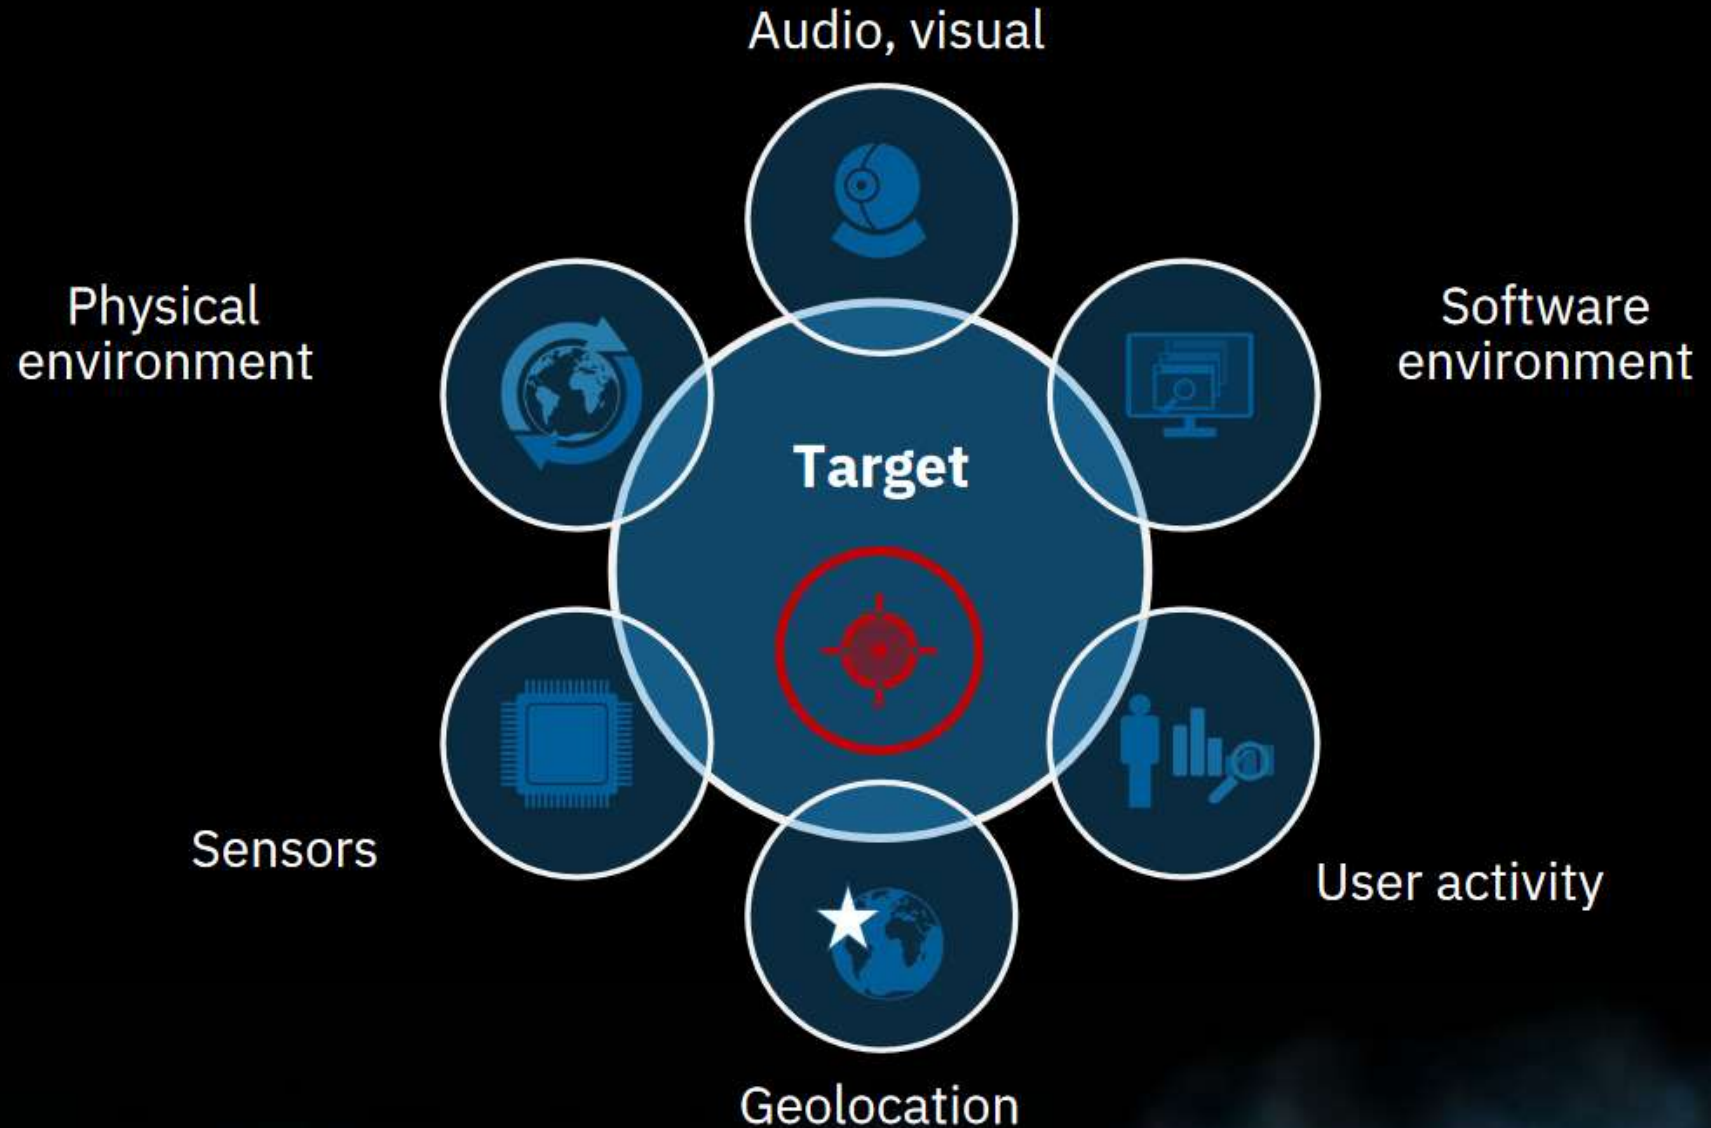 Audio, visual
Physical
environment
Software
environment
Target
Sensors
User activity
Geolocation